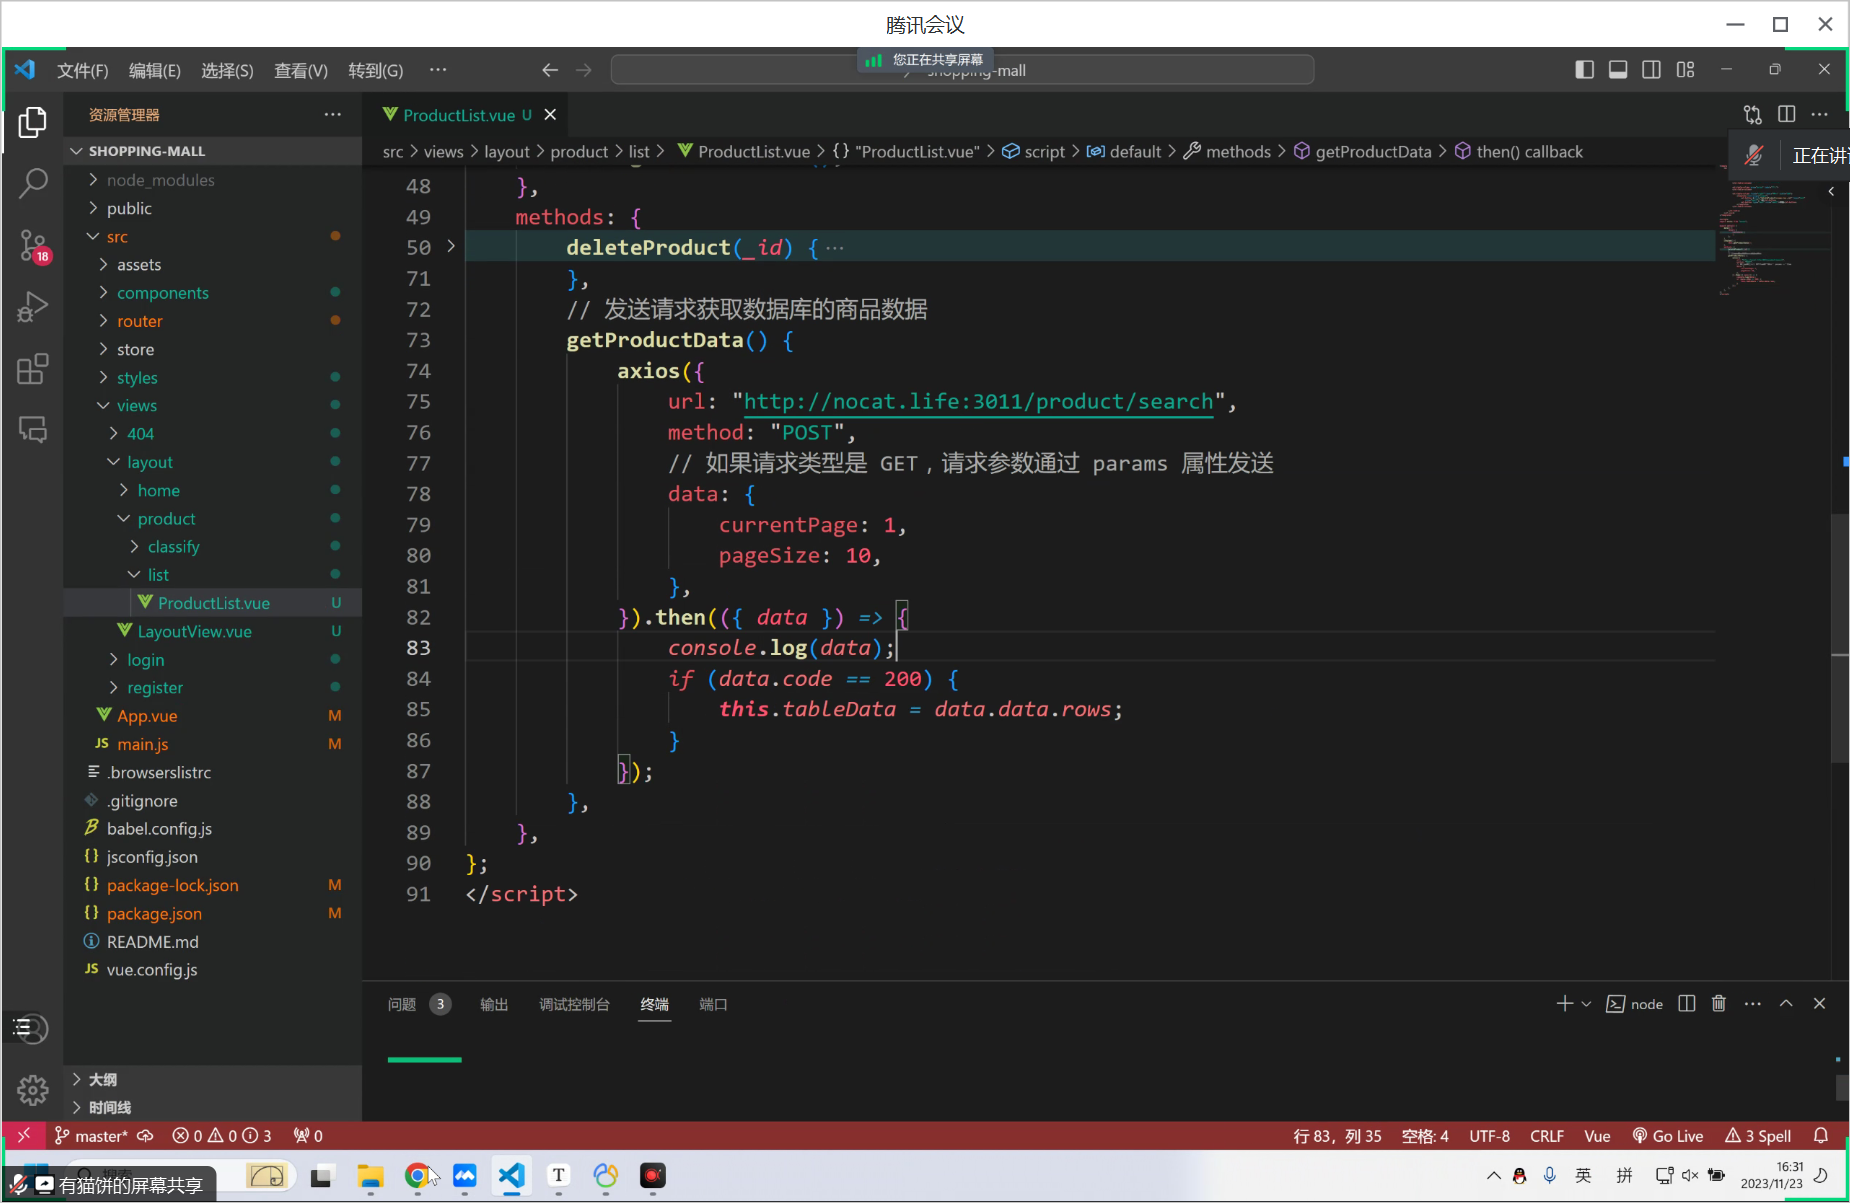 腾讯会议
文件(F) 编辑(E) 选择(S) 查看(V) 转到(G) ···
您正在共享屏幕
shopping-mall
资源管理器
ProductList.vue U
正在讲
src > views > layout > product > list > ProductList.vue > {} "ProductList.vue" > script > default > methods > getProductData > then() callback
SHOPPING-MALL
node_modules
public
src
assets
components
router
store
styles
views
404
layout
home
product
classify
list
ProductList.vue U
LayoutView.vue U
login
register
App.vue M
JS main.js M
.browserslistrc
.gitignore
babel.config.js
{} jsconfig.json
{} package-lock.json M
{} package.json M
README.md
JS vue.config.js
大纲
时间线
18
48 },
49 methods: {
50 deleteProduct(_id) { ···
71 },
72 // 发送请求获取数据库的商品数据
73 getProductData() {
74 axios({
75 url: "http://nocat.life:3011/product/search",
76 method: "POST",
77 // 如果请求类型是 GET，请求参数通过 params 属性发送
78 data: {
79 currentPage: 1,
80 pageSize: 10,
81 },
82 }).then(({ data }) => {
83 console.log(data);
84 if (data.code == 200) {
85 this.tableData = data.data.rows;
86 }
87 });
88 },
89 },
90 };
91 </script>
问题 3 输出 调试控制台 终端 端口
node
master* 0 0 3 0
行 83，列 35 空格: 4 UTF-8 CRLF Vue Go Live 3 Spell
有猫饼的屏幕共享
T
英 拼
16:31
2023/11/23